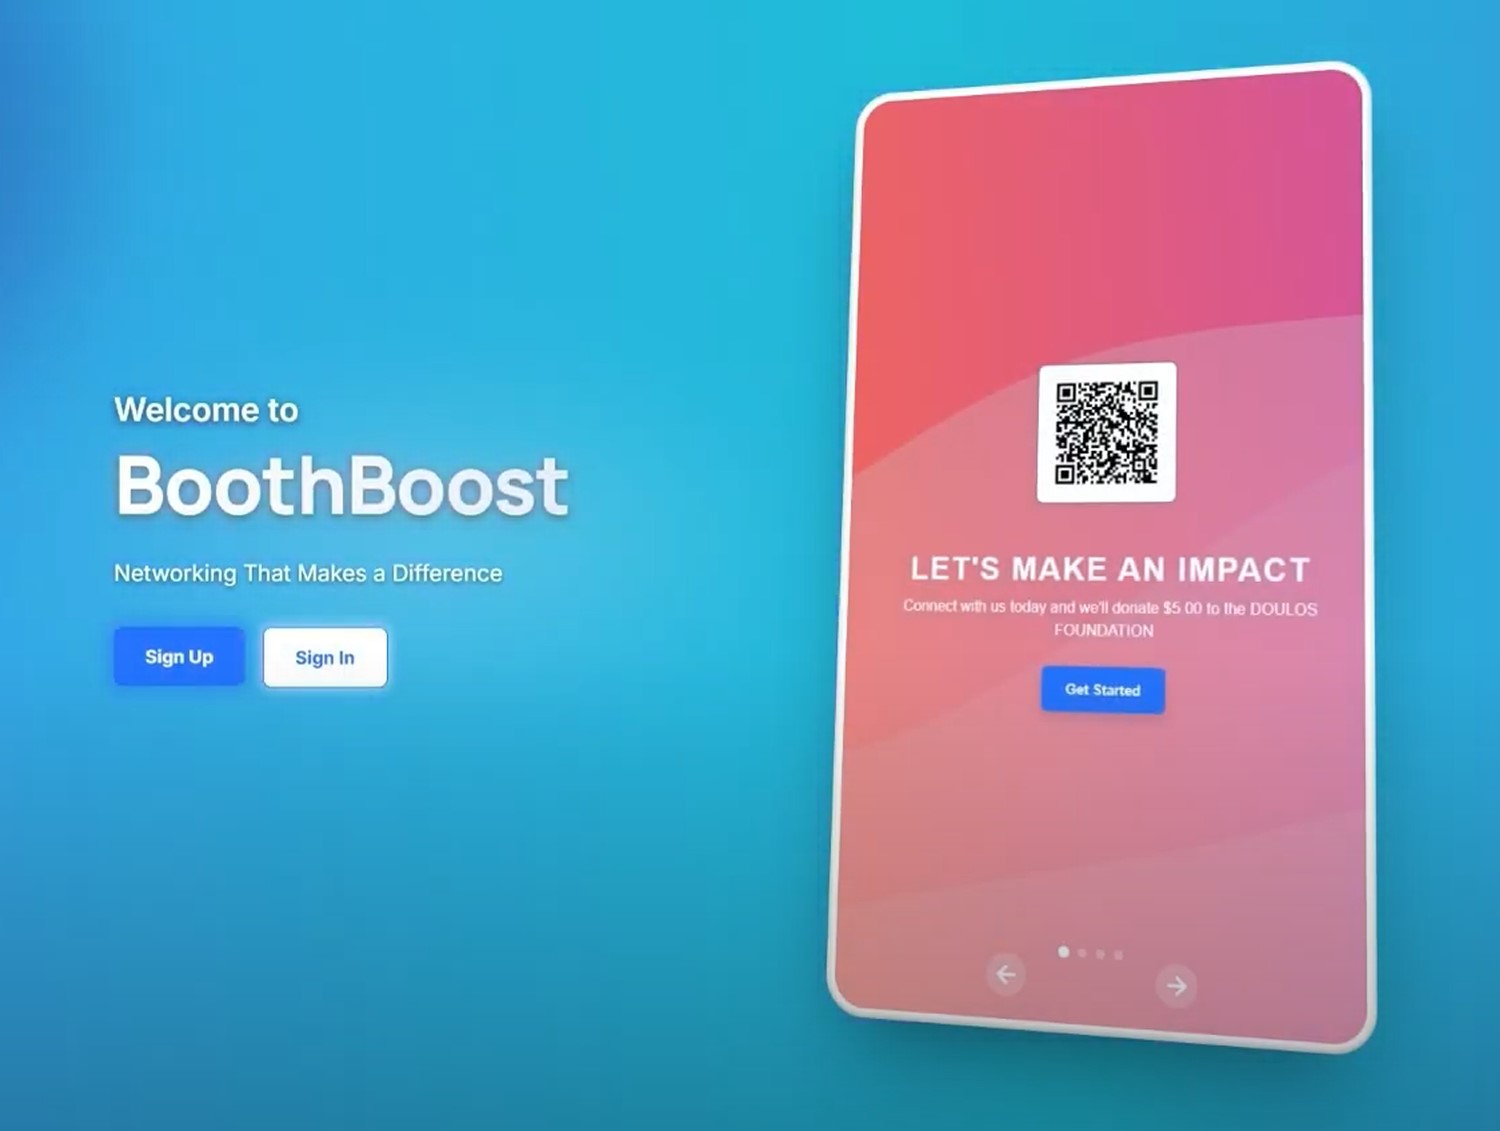 Welcome to
BoothBoost
Networking That Makes a Difference
Sign Up
Sign In
LET'S MAKE AN IMPACT
Connect with us today and we'll donate $5.00 to the DOULOS
FOUNDATION
Get Started